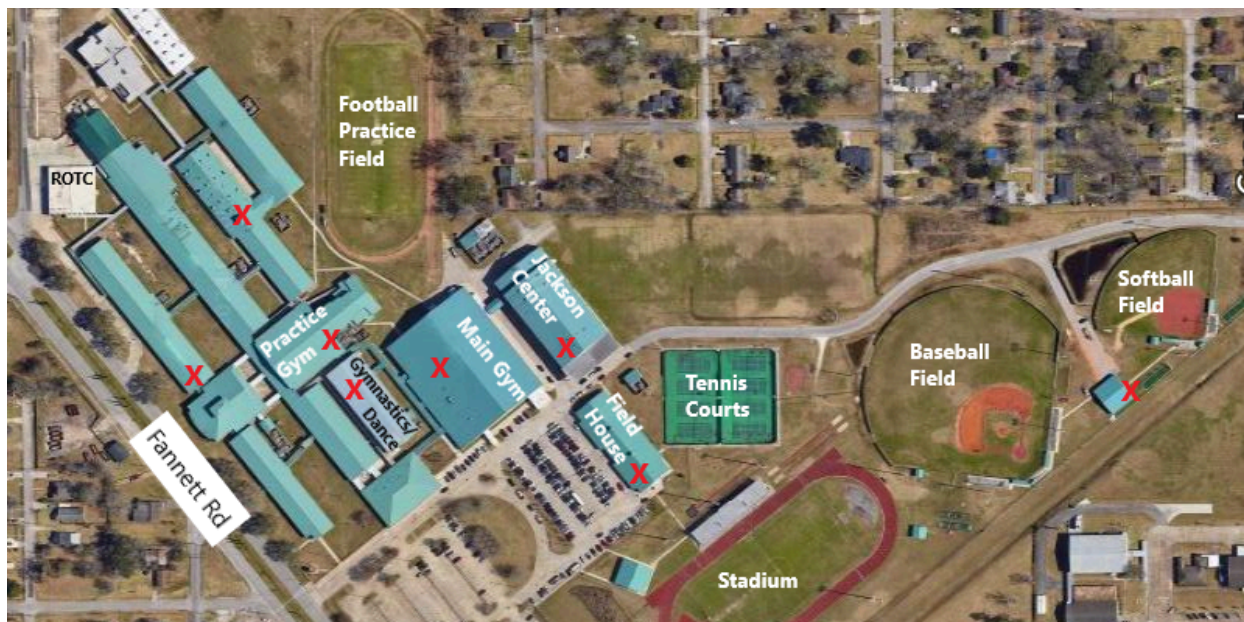 Football
Practice
Field
ROTC
X
Jackson
Center
X
Softball
Field
Practice
Gym
X
Main Gym
X
Baseball
Field
X
Gymnastics/
Dance
X
Tennis
Courts
X
Field
House
X
Fannett Rd
Stadium